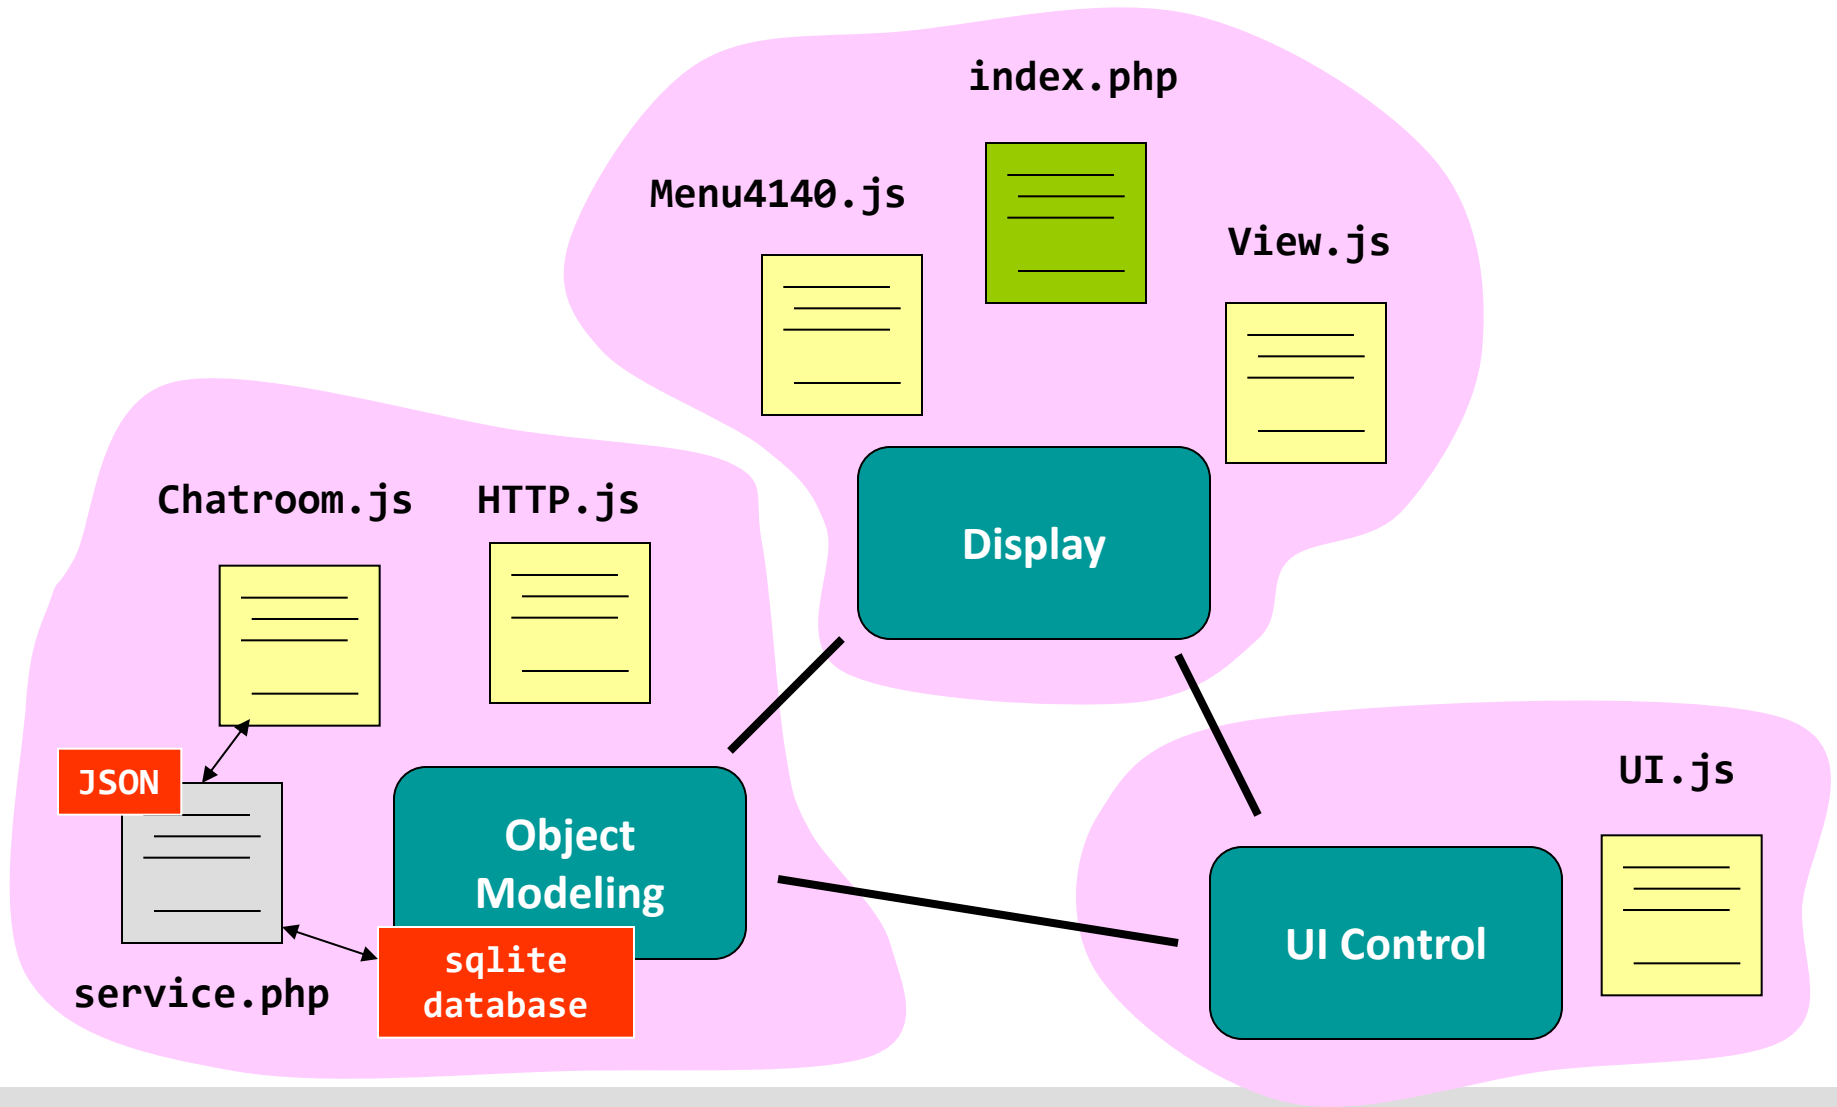 index.php
Menu4140.js
View.js
Chatroom.js
HTTP.js
Display
JSON
UI.js
Object
Modeling
UI Control
sqlite
database
service.php